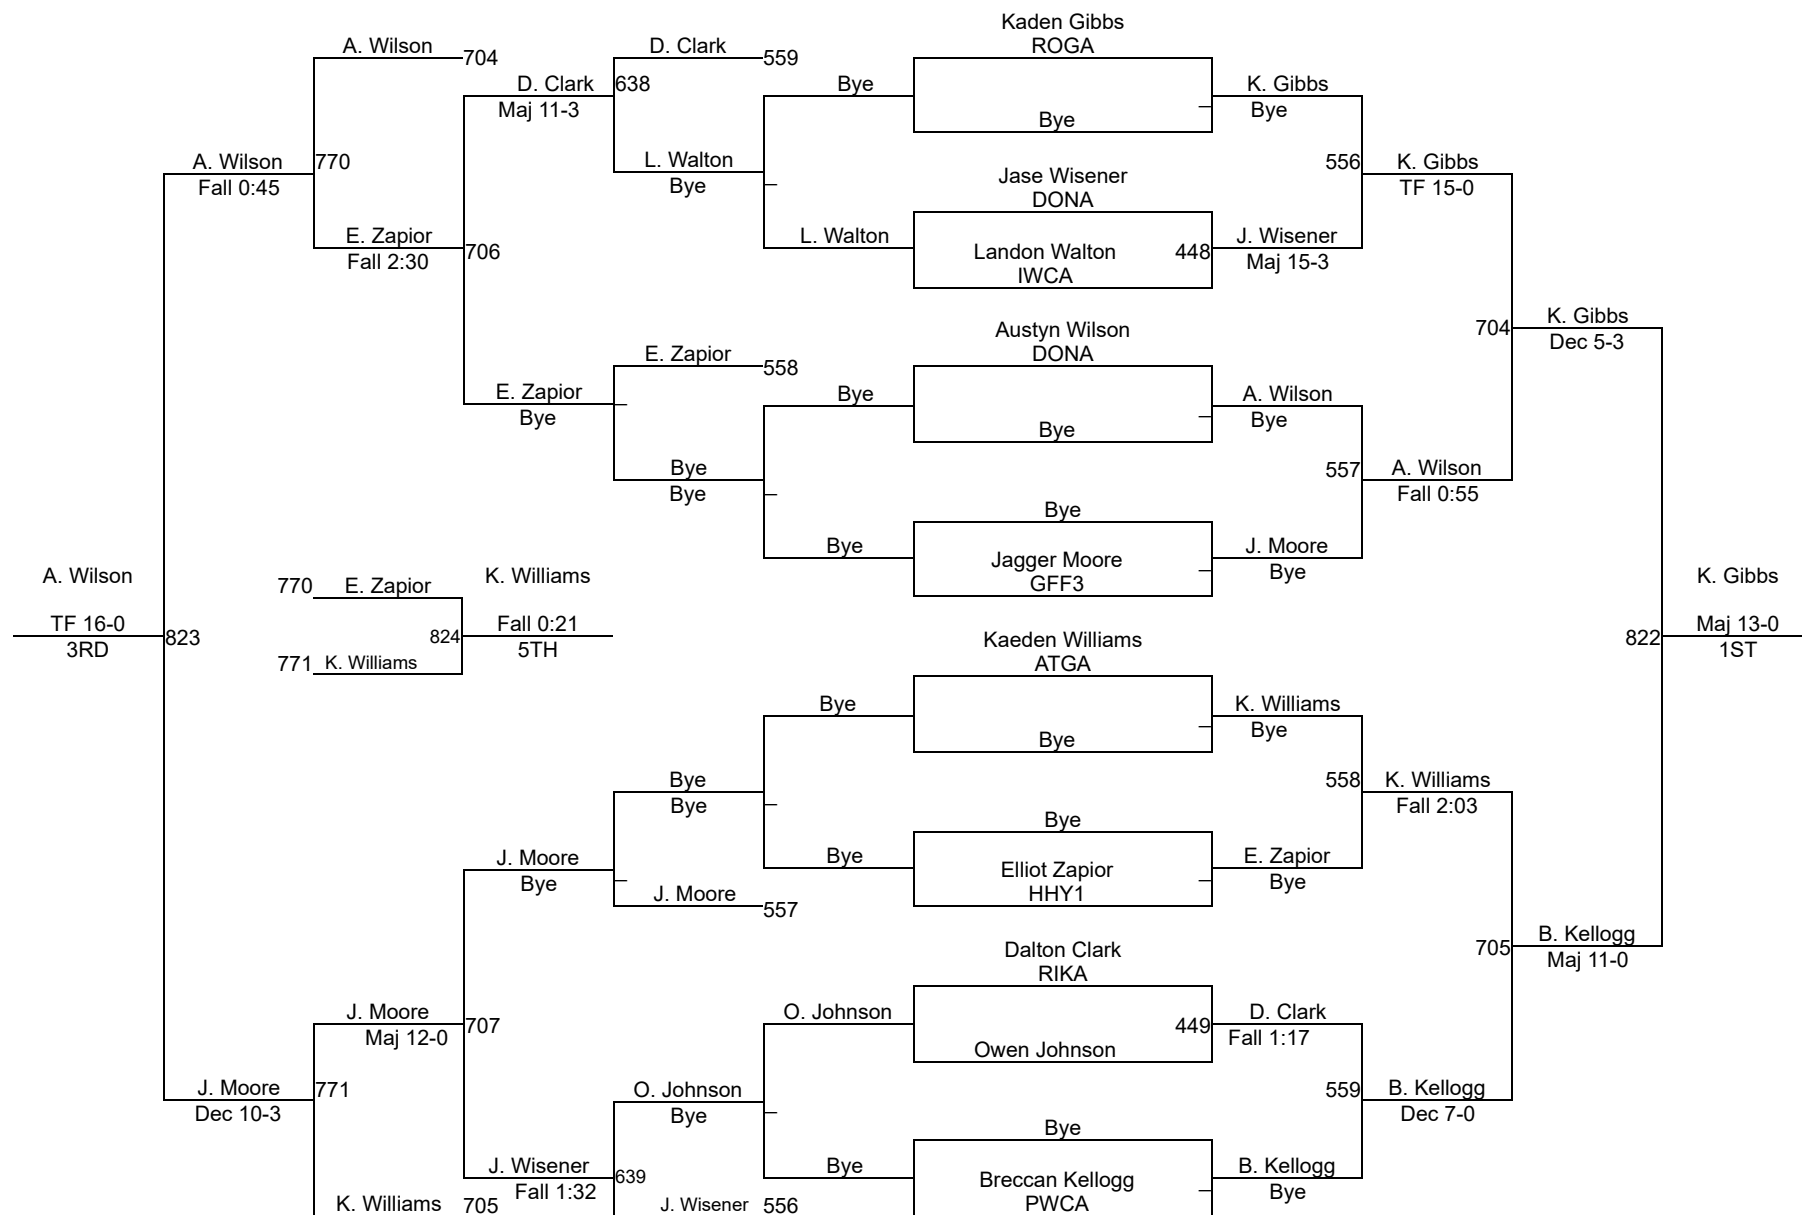 Kaden Gibbs
A. Wilson
D. Clark
ROGA
704
559
D. Clark
638
Bye
K. Gibbs
Maj 11-3
Bye
Bye
A. Wilson
770
L. Walton
556
K. Gibbs
Fall 0:45
Bye
Jase Wisener
TF 15-0
DONA
E. Zapior
L. Walton
J. Wisener
Fall 2:30
706
Landon Walton
448
Maj 15-3
IWCA
Austyn Wilson
704
K. Gibbs
E. Zapior
DONA
Dec 5-3
558
E. Zapior
Bye
A. Wilson
Bye
Bye
Bye
Bye
557
A. Wilson
Bye
Fall 0:55
Bye
Bye
Jagger Moore
J. Moore
GFF3
Bye
A. Wilson
770
E. Zapior
K. Williams
K. Gibbs
TF 16-0
823
824
Fall 0:21
822
Maj 13-0
3RD
5TH
1ST
771
K. Williams
Kaeden Williams
ATGA
Bye
K. Williams
Bye
Bye
Bye
558
K. Williams
Bye
Fall 2:03
Bye
J. Moore
Bye
Elliot Zapior
E. Zapior
Bye
HHY1
Bye
J. Moore
557
Dalton Clark
705
B. Kellogg
RIKA
Maj 11-0
J. Moore
O. Johnson
449
D. Clark
Maj 12-0
707
Owen Johnson
Fall 1:17
J. Moore
771
O. Johnson
559
B. Kellogg
Dec 10-3
Bye
Dec 7-0
Bye
J. Wisener
639
Bye
Breccan Kellogg
B. Kellogg
Fall 1:32
PWCA
Bye
K. Williams
705
J. Wisener
556